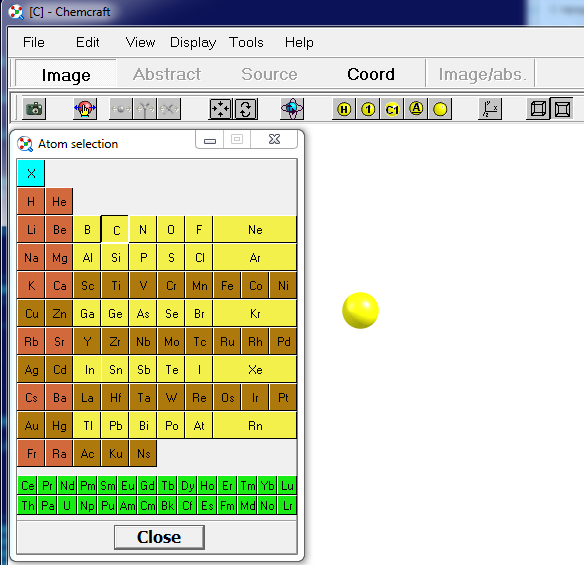 [C] - Chemcraft
File Edit View Display Tools Help
Image Abstract Source Coord Image/abs.
H 1 C1 A
Atom selection
X
H He
Li Be B C N O F Ne
Na Mg Al Si P S Cl Ar
K Ca Sc Ti V Cr Mn Fe Co Ni
Cu Zn Ga Ge As Se Br Kr
Rb Sr Y Zr Nb Mo Tc Ru Rh Pd
Ag Cd In Sn Sb Te I Xe
Cs Ba La Hf Ta W Re Os Ir Pt
Au Hg Tl Pb Bi Po At Rn
Fr Ra Ac Ku Ns
Ce Pr Nd Pm Sm Eu Gd Tb Dy Ho Er Tm Yb Lu
Th Pa U Np Pu Am Cm Bk Cf Es Fm Md No Lr
Close